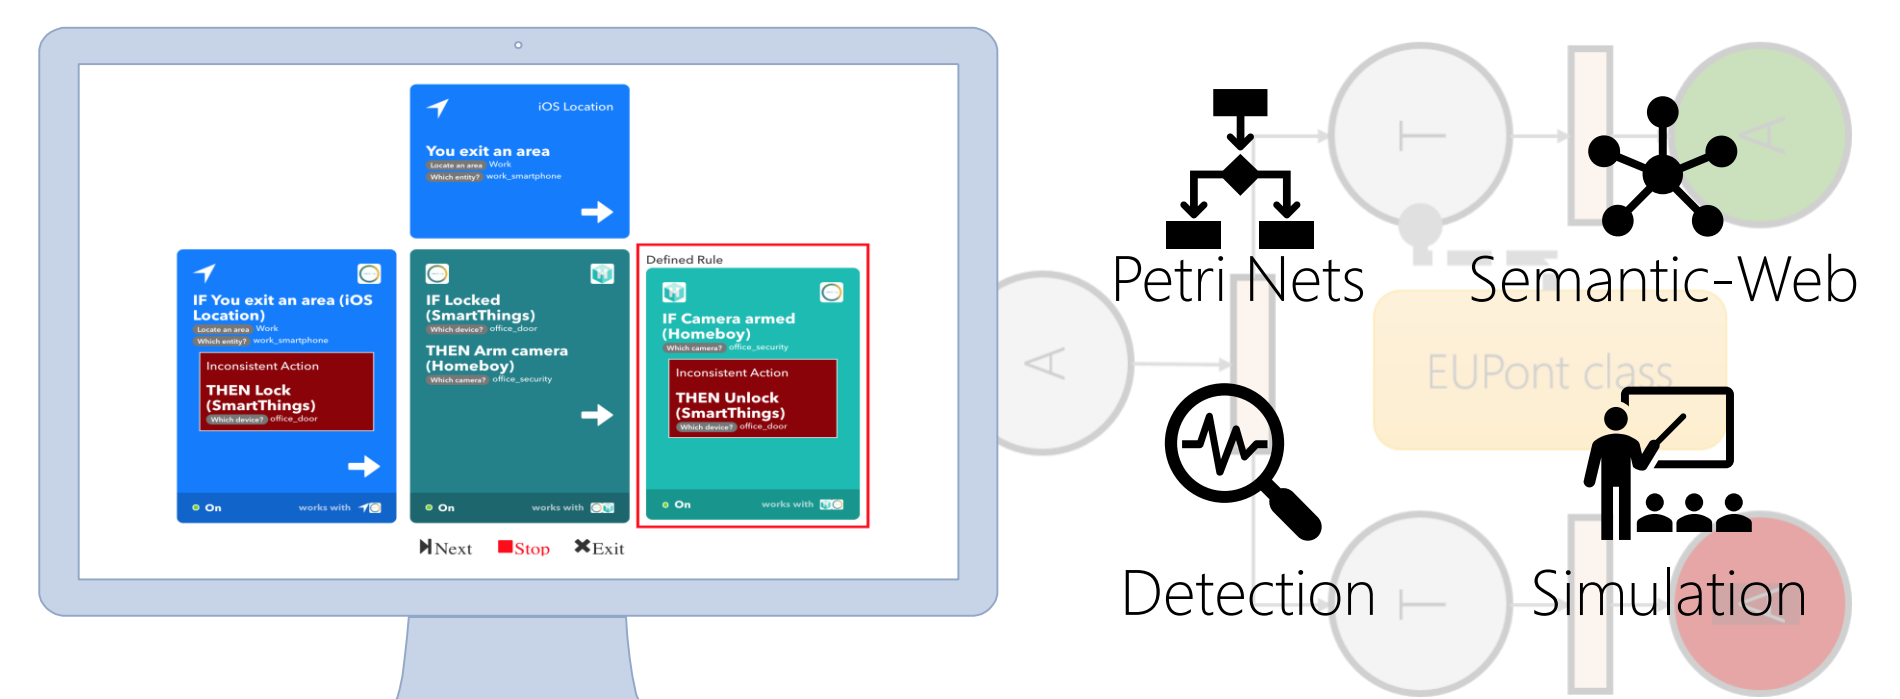 iOS Location
You exit an area
Locate an area Work
Which entity? work_smartphone
IF You exit an area (iOS
Location)
Locate an area Work
Which entity? work_smartphone
Inconsistent Action
THEN Lock
(SmartThings)
Which device? office_door
On works with
IF Locked
(SmartThings)
Which device? office_door
THEN Arm camera
(Homeboy)
Which camera? office_security
On works with
Defined Rule
IF Camera armed
(Homeboy)
Which camera? office_security
Inconsistent Action
THEN Unlock
(SmartThings)
Which device? office_door
On works with
Next Stop Exit
Petri Nets
Semantic-Web
Detection
Simulation
A
T
A
EUPont class
T
A